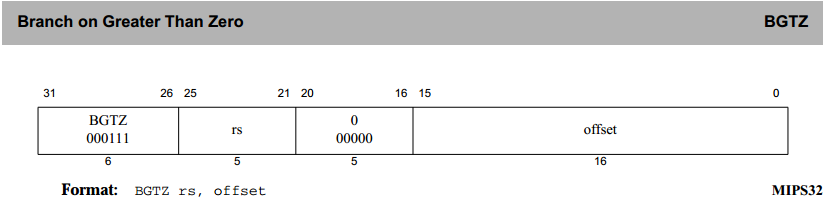 Branch on Greater Than Zero BGTZ
31 26 25 21 20 16 15 0
BGTZ 0
000111 rs 00000 offset
6 5 5 16
Format: BGTZ rs, offset MIPS32